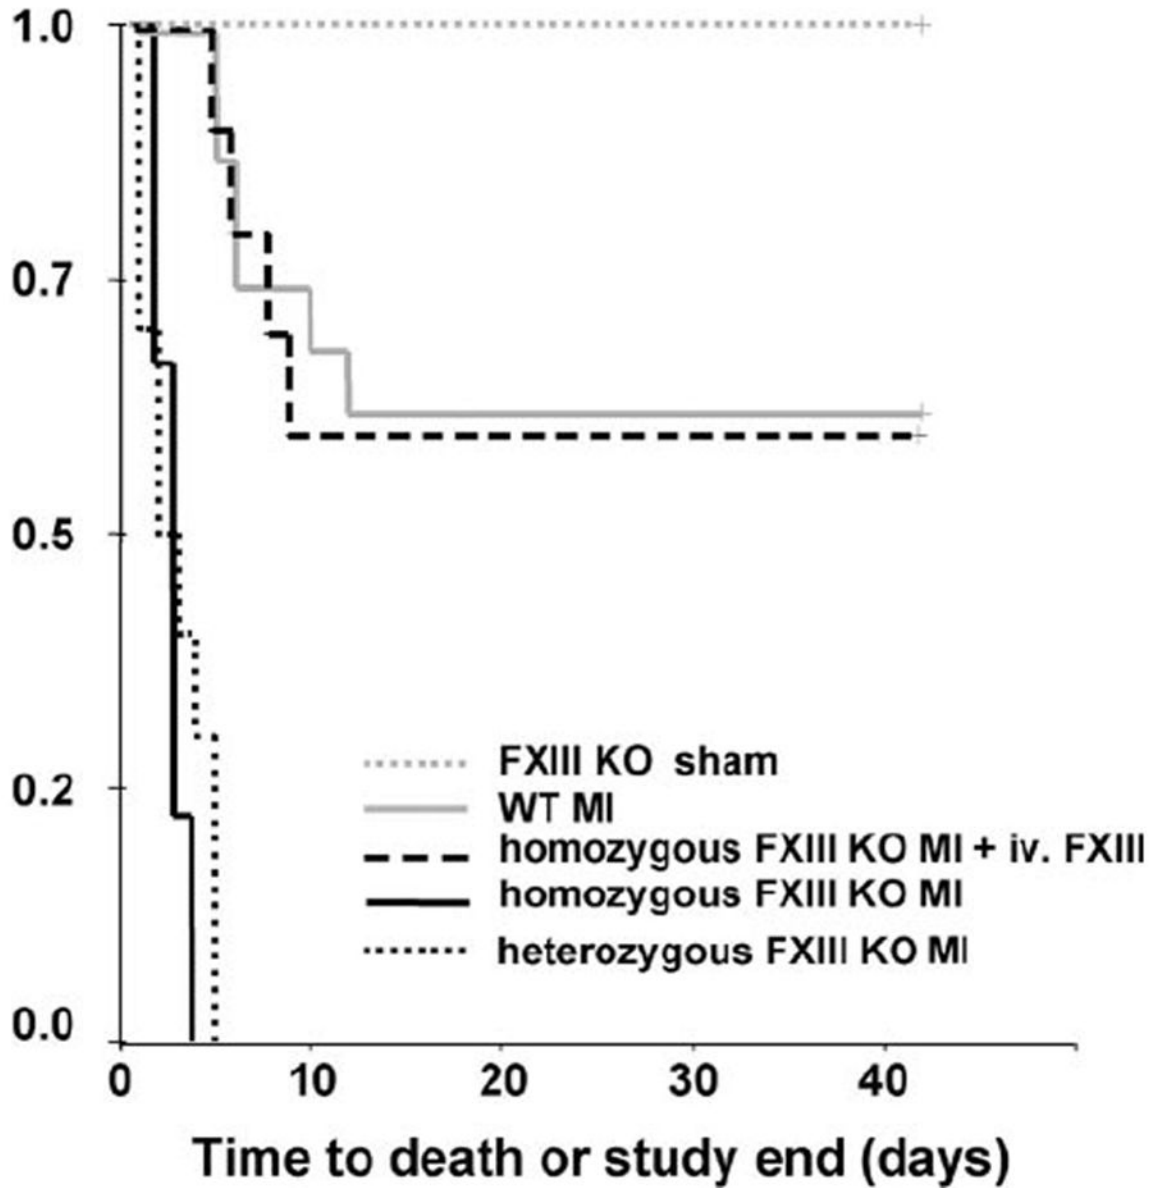 1.0
0.7
0.5
0.2
0.0
FXIII KO sham
WT MI
homozygous FXIII KO MI + iv. FXIII
homozygous FXIII KO MI
heterozygous FXIII KO MI
0 10 20 30 40
Time to death or study end (days)